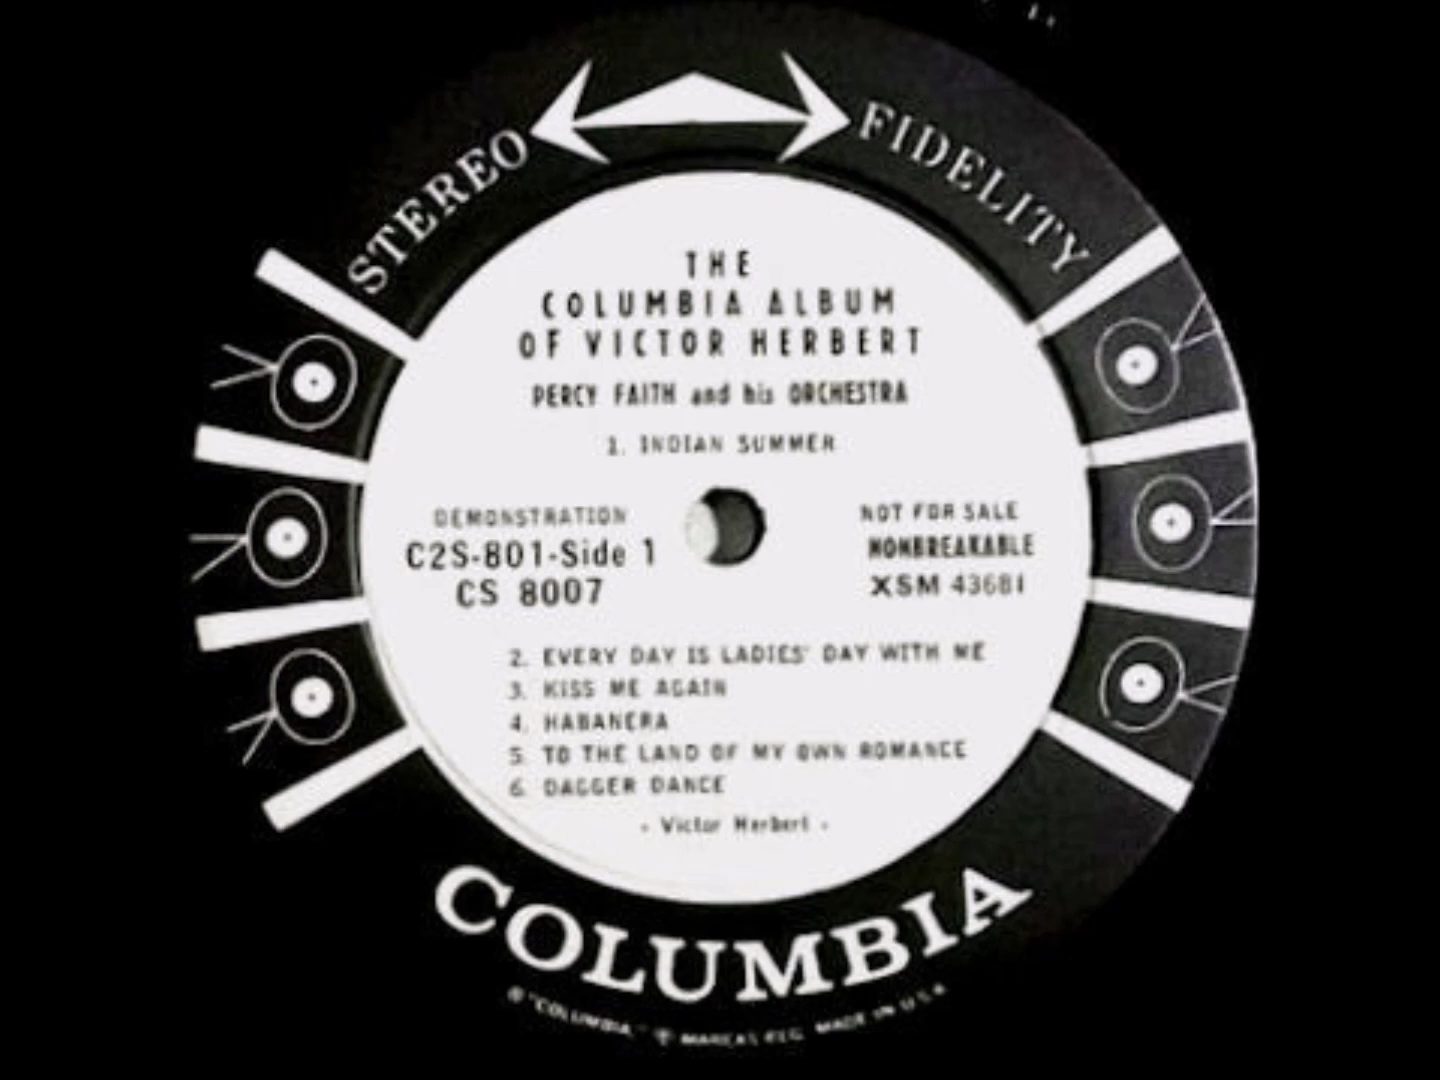 STEREO FIDELITY
THE
COLUMBIA ALBUM
OF VICTOR HERBERT
PERCY FAITH and his ORCHESTRA
1. INDIAN SUMMER
DEMONSTRATION
C2S-801-Side 1
CS 8007
NOT FOR SALE
NONBREAKABLE
XSM 43681
2. EVERY DAY IS LADIES' DAY WITH ME
3. KISS ME AGAIN
4. HABANERA
5. TO THE LAND OF MY OWN ROMANCE
6. DAGGER DANCE
- Victor Herbert -
COLUMBIA
"COLUMBIA," MARCAS REG. MADE IN U.S.A.